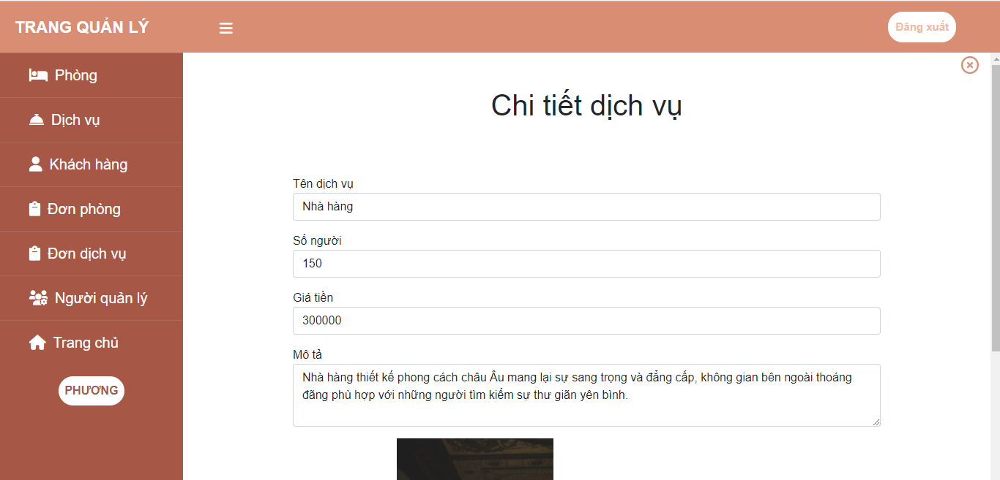 TRANG QUẢN LÝ
Đăng xuất
Phòng
Dịch vụ
Khách hàng
Đơn phòng
Đơn dịch vụ
Người quản lý
Trang chủ
PHƯƠNG
Chi tiết dịch vụ
Tên dịch vụ
Nhà hàng
Số người
150
Giá tiền
300000
Mô tả
Nhà hàng thiết kế phong cách châu Âu mang lại sự sang trọng và đẳng cấp, không gian bên ngoài thoáng
đãng phù hợp với những người tìm kiếm sự thư giãn yên bình.